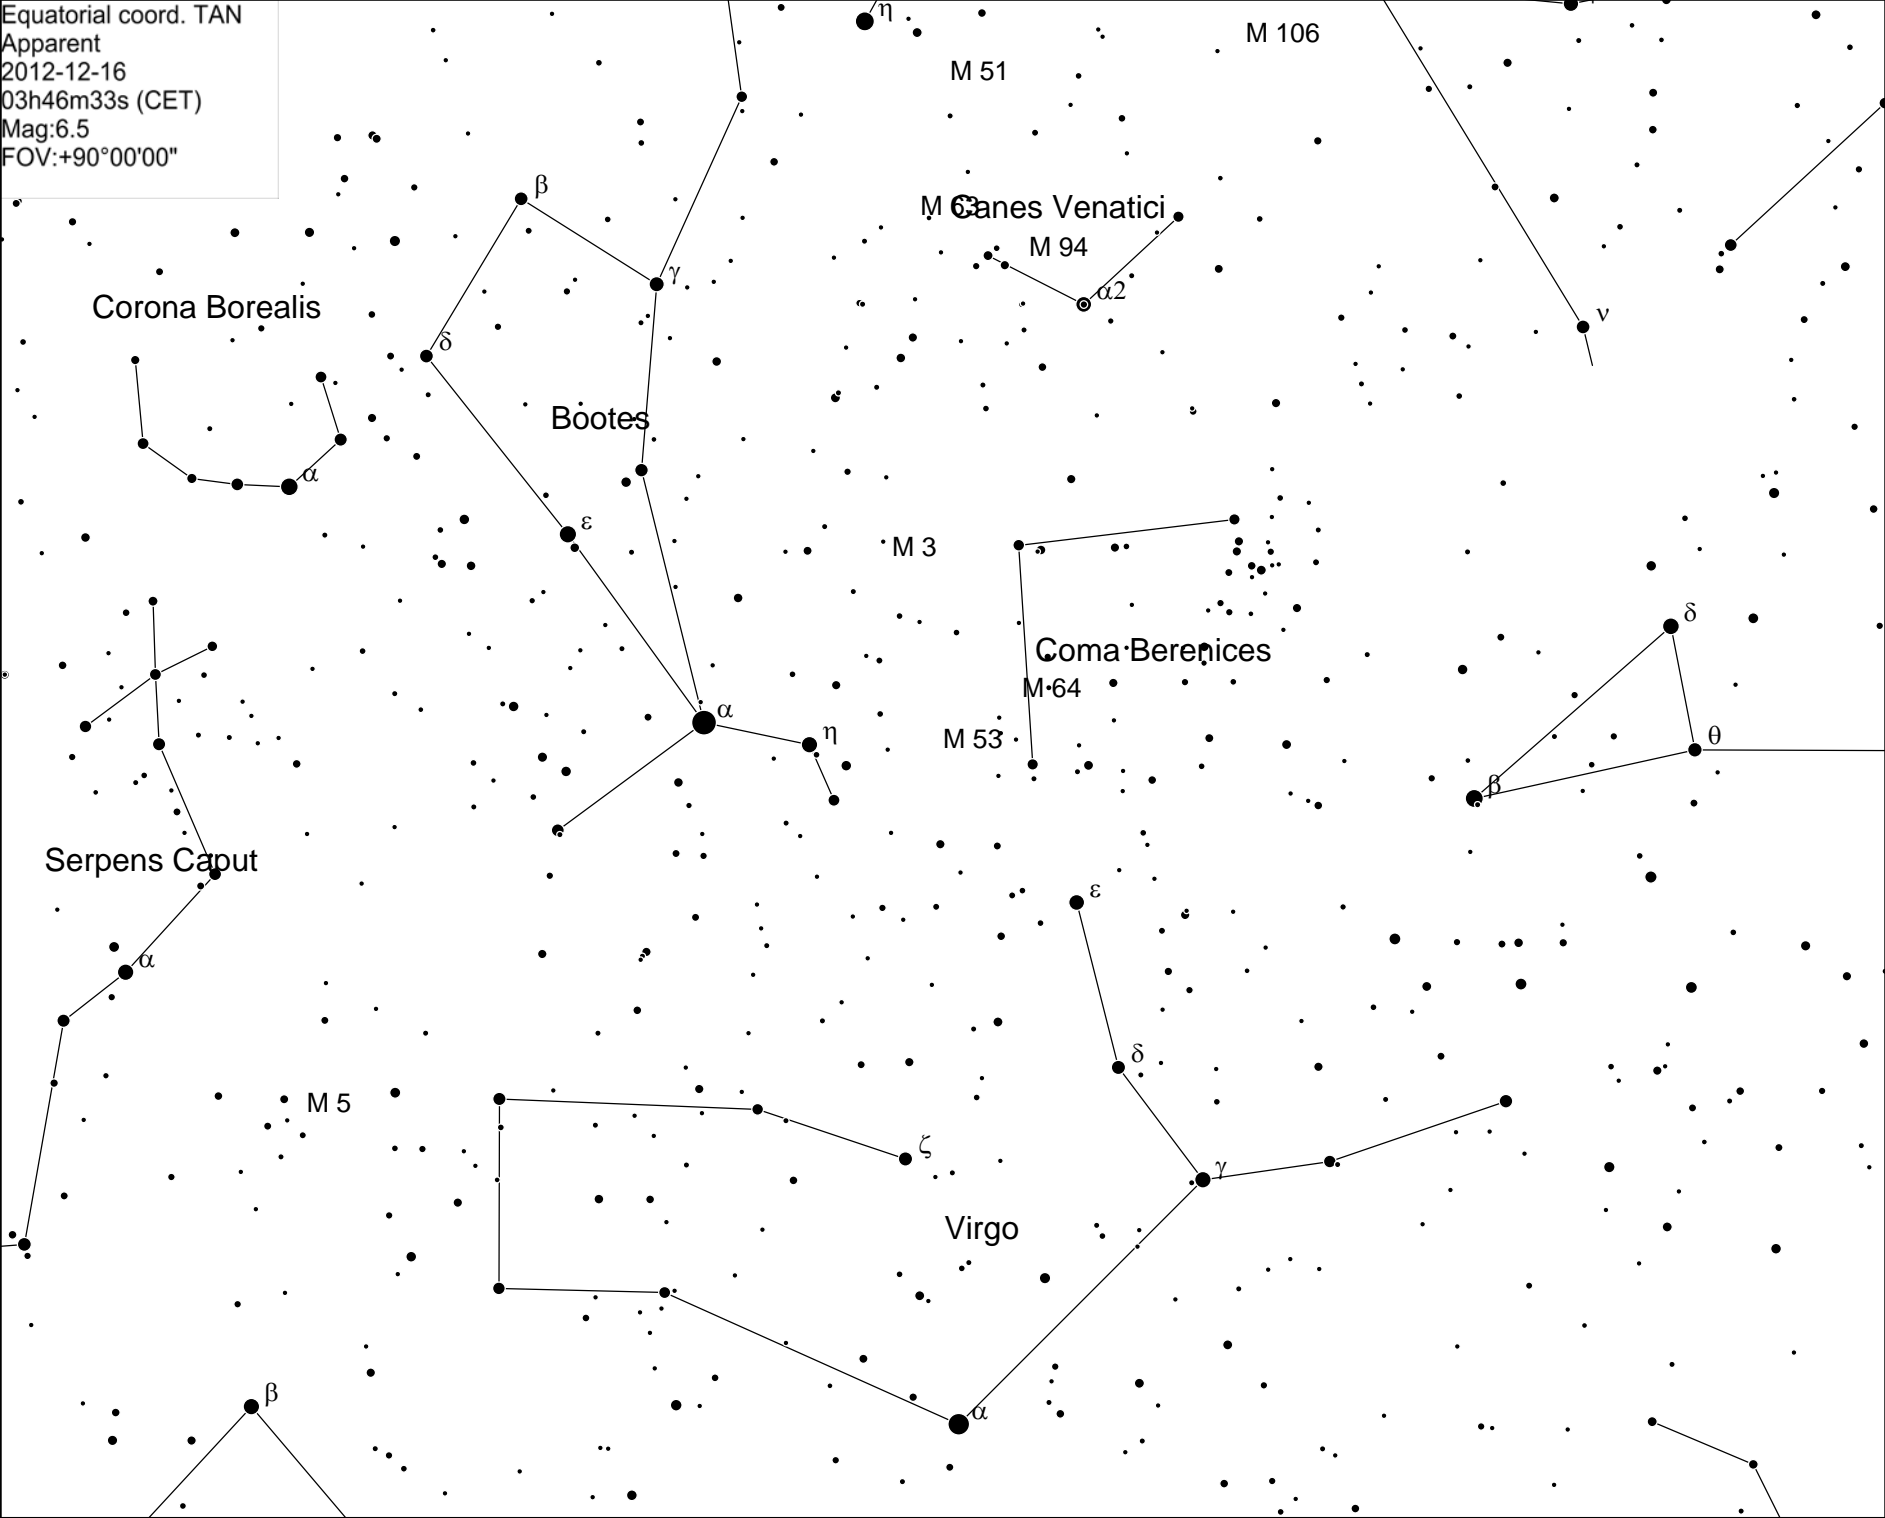 Equatorial coord. TAN
Apparent
2012-12-16
03h46m33s (CET)
Mag:6.5
FOV:+90°00'00"
η
M 106
M 51
β
M 63
Canes Venatici
M 94
γ
α2
Corona Borealis
ν
δ
Bootes
α
ε
M 3
δ
Coma Berenices
M 64
α
η
M 53
θ
β
Serpens Caput
ε
α
δ
M 5
ζ
γ
Virgo
β
α